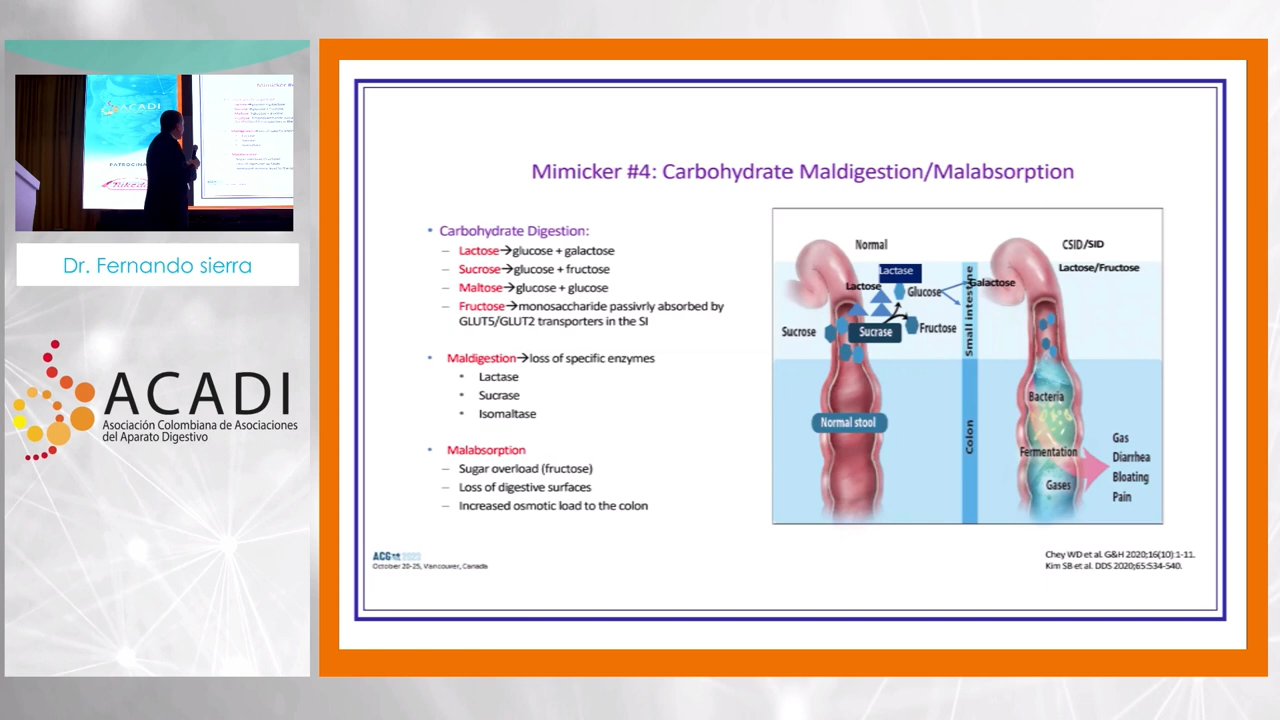 ACADI
Dr. Fernando sierra
ACADI
Asociación Colombiana de Asociaciones
del Aparato Digestivo
Mimicker #4: Carbohydrate Maldigestion/Malabsorption
• Carbohydrate Digestion:
– Lactose→glucose + galactose
– Sucrose→glucose + fructose
– Maltose→glucose + glucose
– Fructose→monosaccharide passivrly absorbed by
GLUT5/GLUT2 transporters in the SI
• Maldigestion→loss of specific enzymes
• Lactase
• Sucrase
• Isomaltase
• Malabsorption
– Sugar overload (fructose)
– Loss of digestive surfaces
– Increased osmotic load to the colon
Normal
CSID/SID
Lactose/Fructose
Lactase
Lactose
Glucose
Galactose
Sucrose
Sucrase
Fructose
Small intestine
Normal stool
Colon
Bacteria
Fermentation
Gases
Gas
Diarrhea
Bloating
Pain
ACG 2023
October 20-25, Vancouver, Canada
Chey WD et al. G&H 2020;16(10):1-11.
Kim SB et al. DDS 2020;65:534-540.